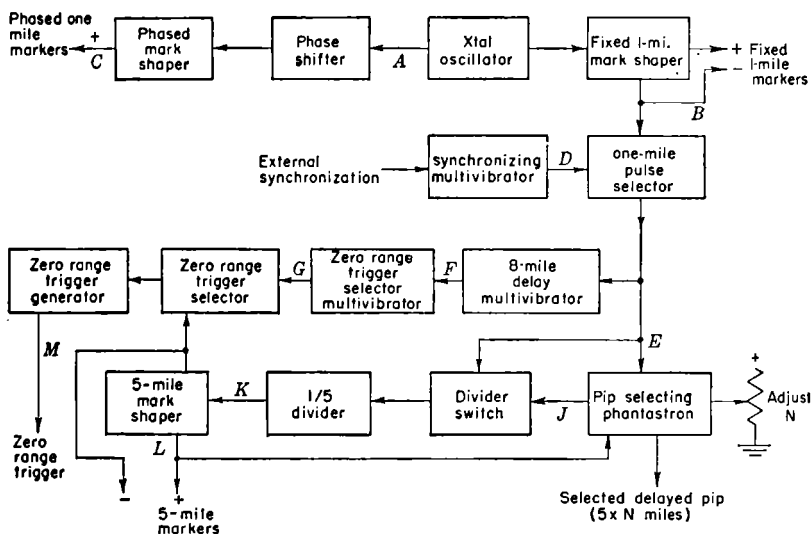 Phased one
mile
markers
+
C
Phased
mark
shaper
Phase
shifter
A
Xtal
oscillator
Fixed 1-mi.
mark shaper
+ Fixed
1-mile
-
markers
B
External
synchronization
synchronizing
multivibrator
D
one-mile
pulse
selector
Zero range
trigger
generator
Zero range
trigger
selector
G
Zero range
trigger
selector
multivibrator
F
8-mile
delay
multivibrator
E
M
5-mile
mark
shaper
K
1/5
divider
Divider
switch
J
Pip selecting
phantastron
+
Adjust
N
L
Zero
range
trigger
-
+
5-mile
markers
Selected delayed pip
(5x N miles)